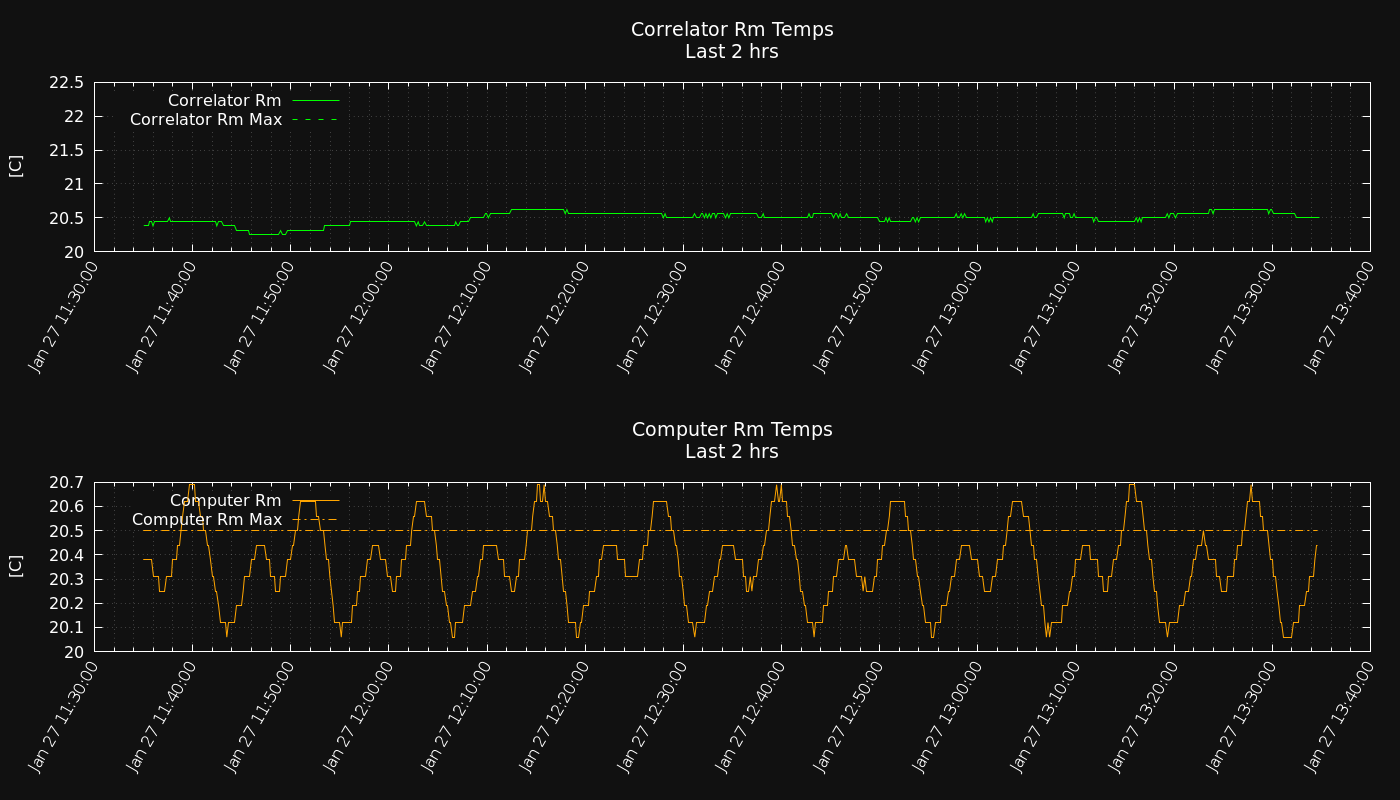 Correlator Rm Temps
Last 2 hrs
22.5
22
21.5
21
20.5
20
[C]
Correlator Rm
Correlator Rm Max
Jan 27 11:30:00
Jan 27 11:40:00
Jan 27 11:50:00
Jan 27 12:00:00
Jan 27 12:10:00
Jan 27 12:20:00
Jan 27 12:30:00
Jan 27 12:40:00
Jan 27 12:50:00
Jan 27 13:00:00
Jan 27 13:10:00
Jan 27 13:20:00
Jan 27 13:30:00
Jan 27 13:40:00
Computer Rm Temps
Last 2 hrs
20.7
20.6
20.5
20.4
20.3
20.2
20.1
20
[C]
Computer Rm
Computer Rm Max
Jan 27 11:30:00
Jan 27 11:40:00
Jan 27 11:50:00
Jan 27 12:00:00
Jan 27 12:10:00
Jan 27 12:20:00
Jan 27 12:30:00
Jan 27 12:40:00
Jan 27 12:50:00
Jan 27 13:00:00
Jan 27 13:10:00
Jan 27 13:20:00
Jan 27 13:30:00
Jan 27 13:40:00